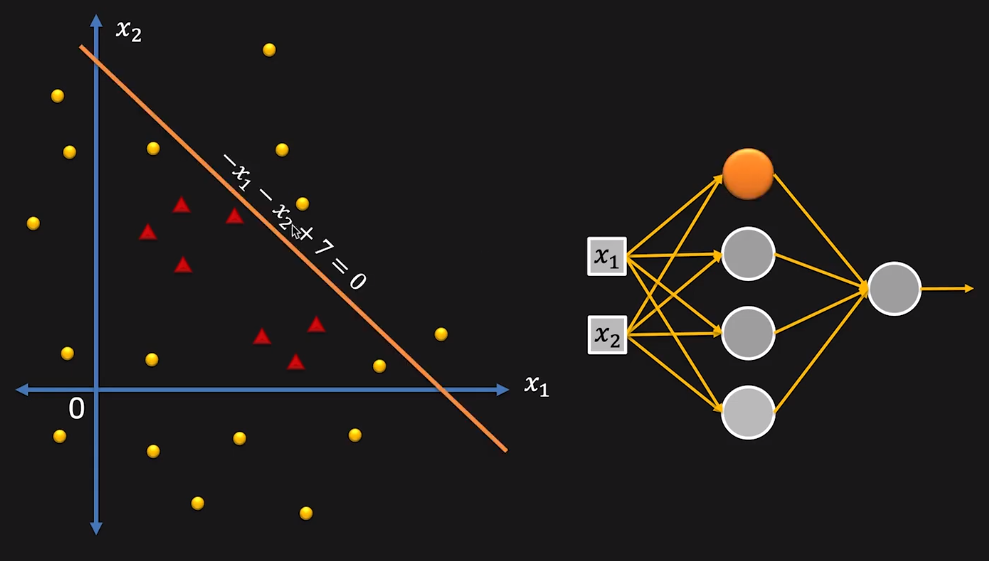 x₂
−x₁ − x₂ + 7 = 0
x₁
0
x₁
x₂